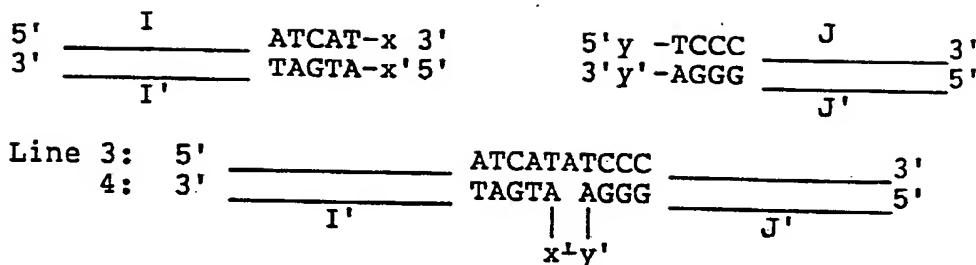 I J
5' ATCAT-x 3' 5'y -TCCC 3'
3' TAGTA-x'5' 3'y'-AGGG 5'
I' J'
Line 3: 5' ATCATATCCC 3'
4: 3' TAGTA AGGG 5'
I' J'
x⊥y'